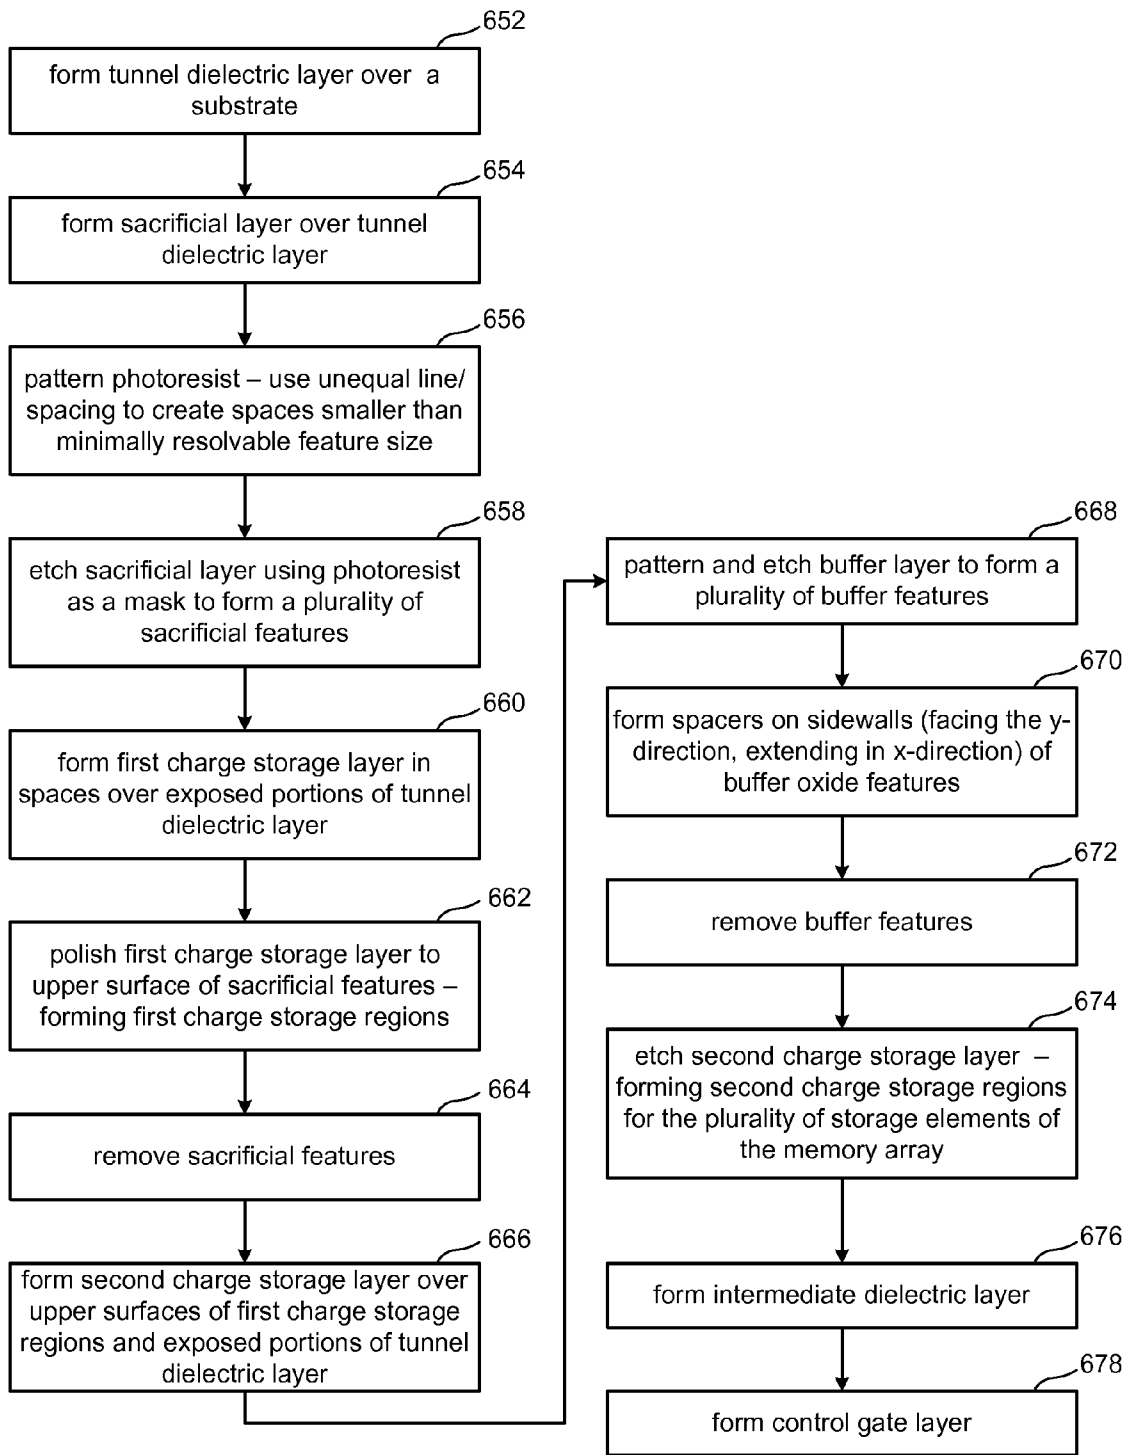 652
form tunnel dielectric layer over a
substrate
654
form sacrificial layer over tunnel
dielectric layer
656
pattern photoresist – use unequal line/
spacing to create spaces smaller than
minimally resolvable feature size
658
etch sacrificial layer using photoresist
as a mask to form a plurality of
sacrificial features
660
form first charge storage layer in
spaces over exposed portions of tunnel
dielectric layer
662
polish first charge storage layer to
upper surface of sacrificial features –
forming first charge storage regions
664
remove sacrificial features
666
form second charge storage layer over
upper surfaces of first charge storage
regions and exposed portions of tunnel
dielectric layer
668
pattern and etch buffer layer to form a
plurality of buffer features
670
form spacers on sidewalls (facing the y-
direction, extending in x-direction) of
buffer oxide features
672
remove buffer features
674
etch second charge storage layer –
forming second charge storage regions
for the plurality of storage elements of
the memory array
676
form intermediate dielectric layer
678
form control gate layer